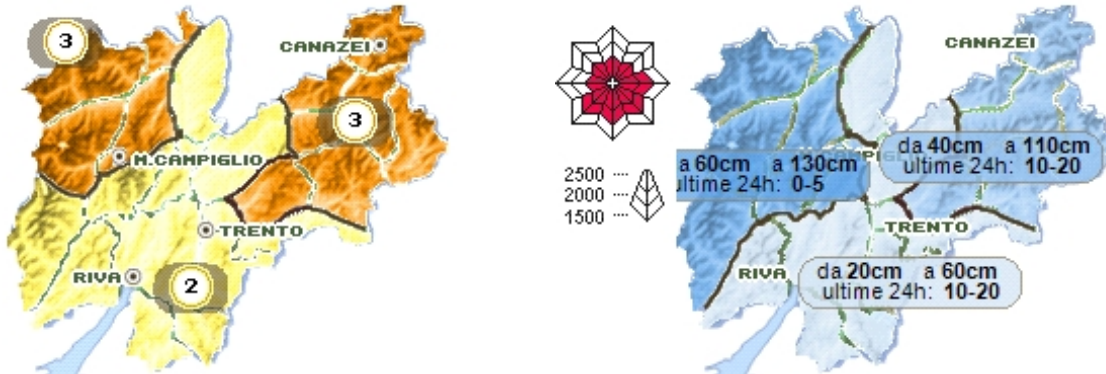 3
CANAZEI
3
M.CAMPIGLIO
TRENTO
RIVA
2
2500
2000
1500
CANAZEI
da 40cm a 110cm
ultime 24h: 10-20
a 60cm a 130cm
ultime 24h: 0-5
TRENTO
RIVA
da 20cm a 60cm
ultime 24h: 10-20